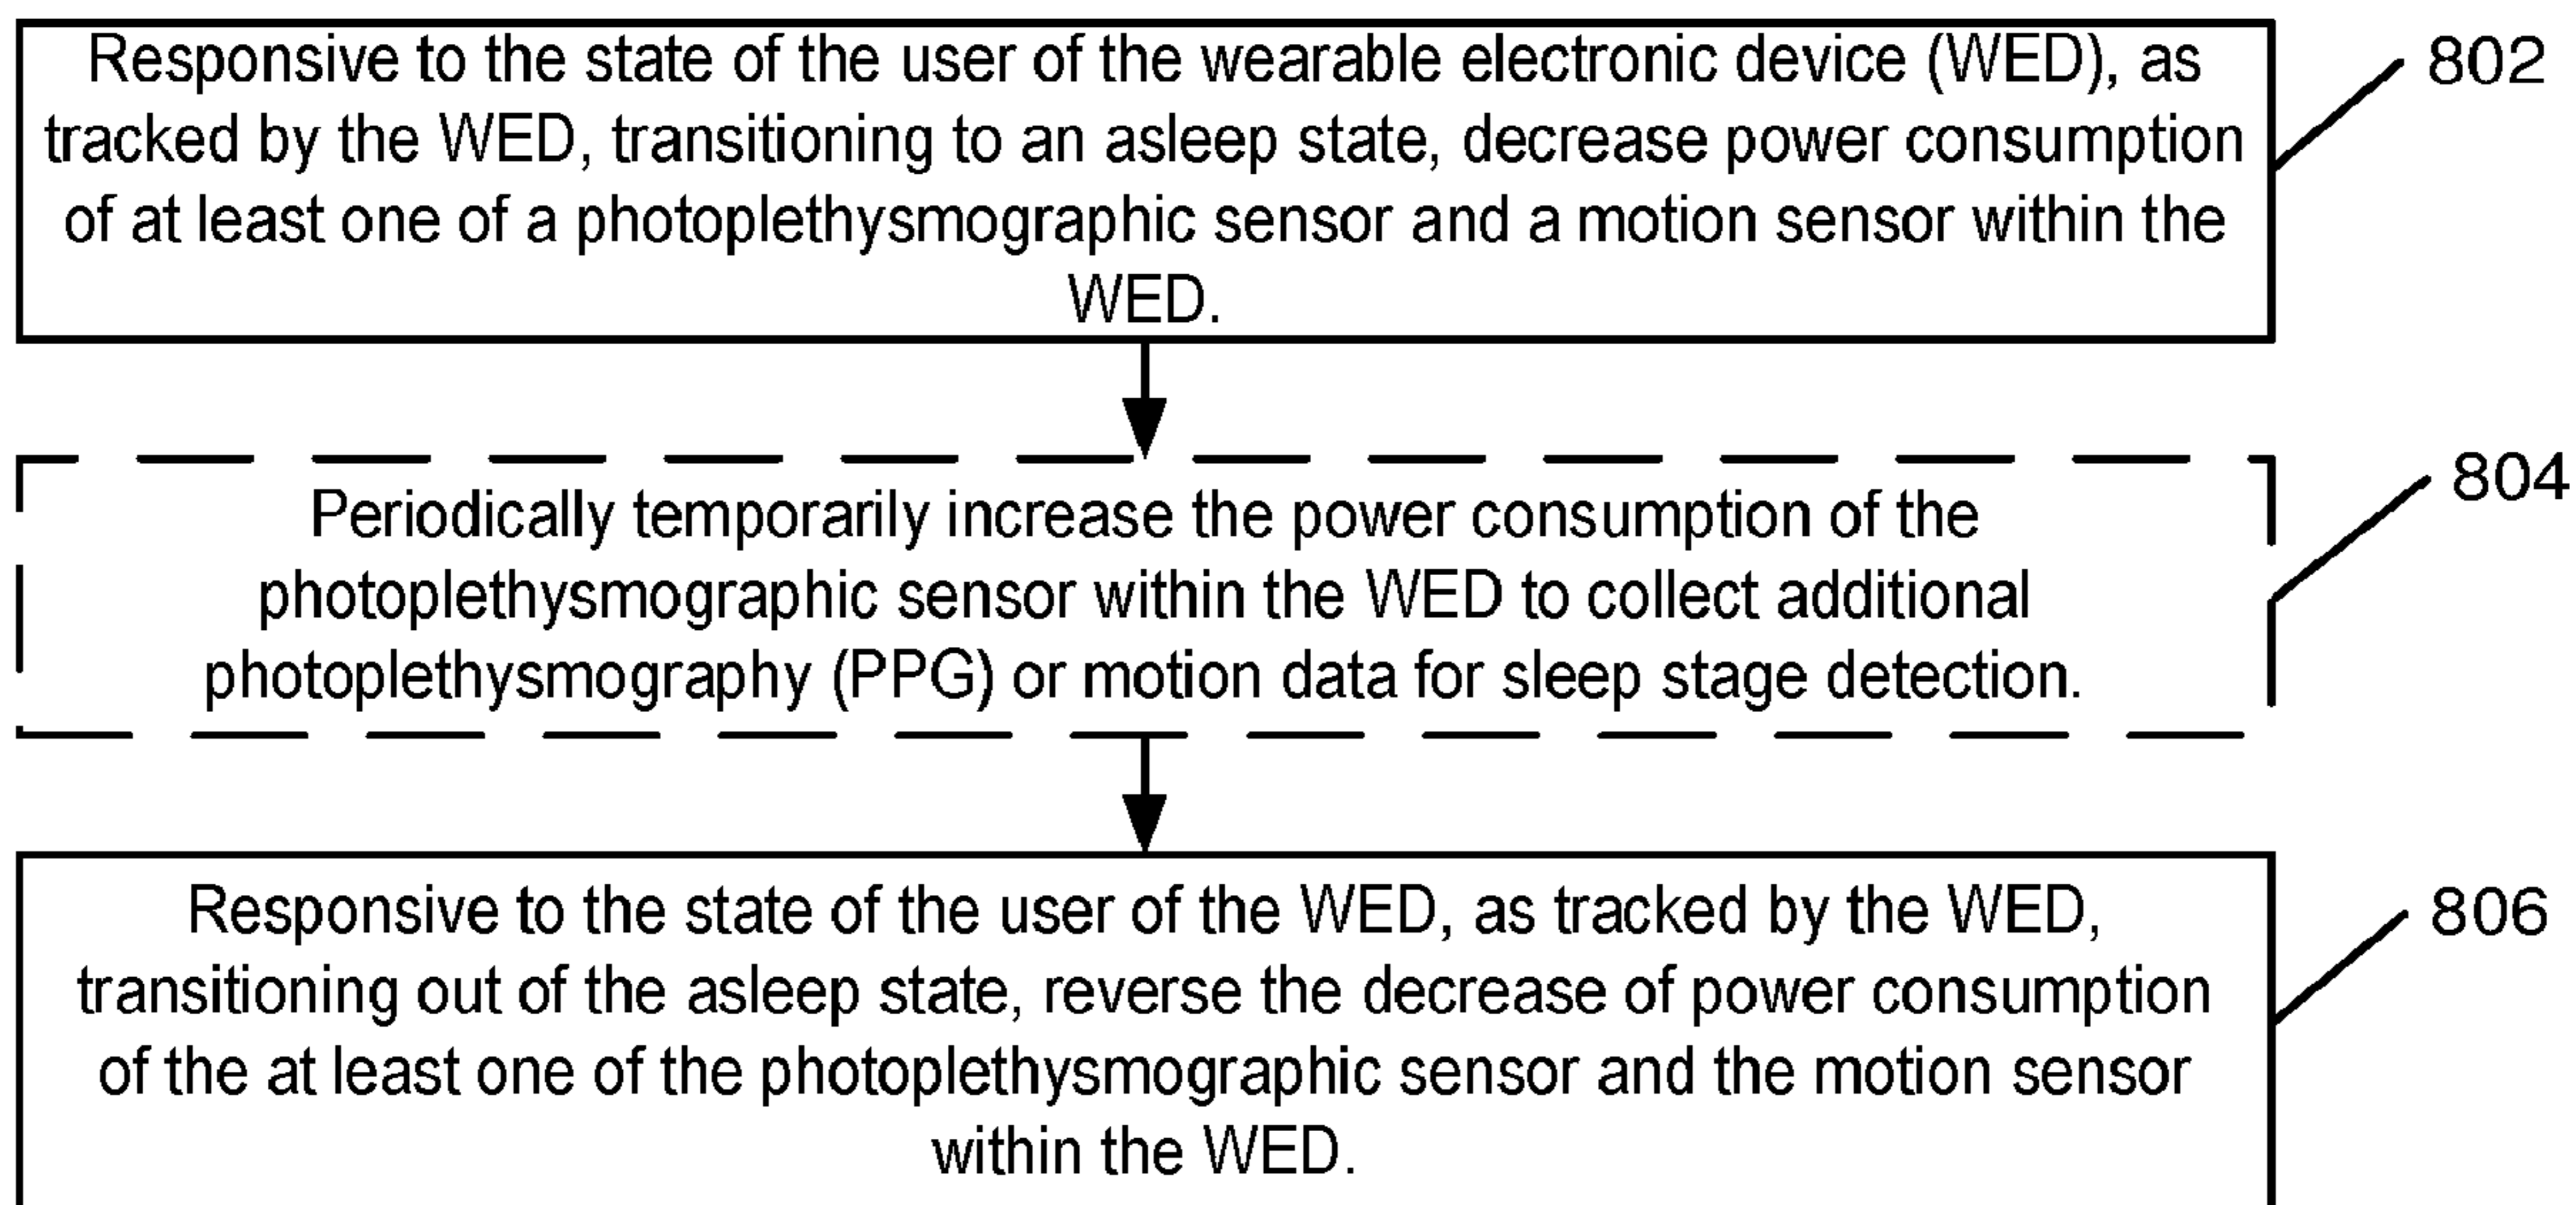 Responsive to the state of the user of the wearable electronic device (WED), as
tracked by the WED, transitioning to an asleep state, decrease power consumption
of at least one of a photoplethysmographic sensor and a motion sensor within the
WED.
802
Periodically temporarily increase the power consumption of the
photoplethysmographic sensor within the WED to collect additional
photoplethysmography (PPG) or motion data for sleep stage detection.
804
Responsive to the state of the user of the WED, as tracked by the WED,
transitioning out of the asleep state, reverse the decrease of power consumption
of the at least one of the photoplethysmographic sensor and the motion sensor
within the WED.
806